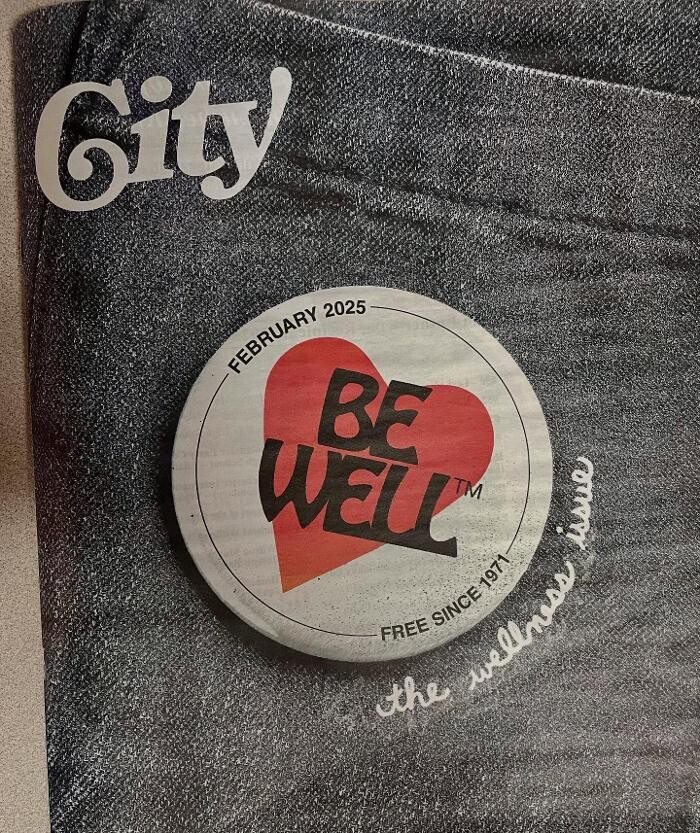 City
FEBRUARY 2025
BE
WELL™
FREE SINCE 1971
the wellness issue